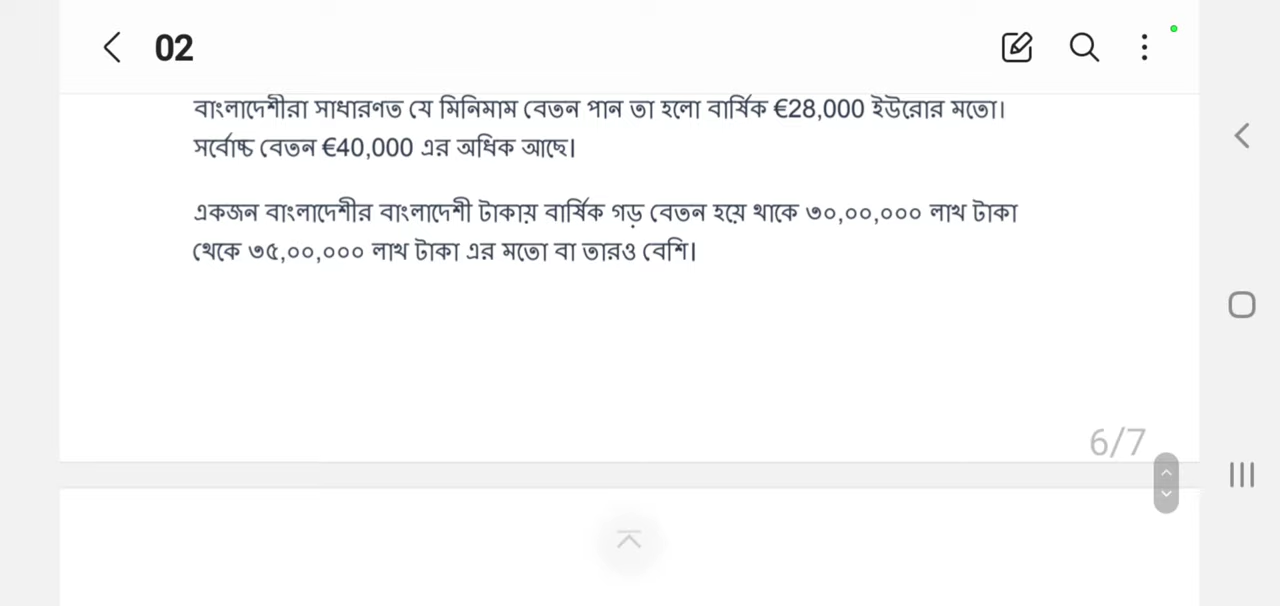 02
বাংলাদেশীরা সাধারণত যে মিনিমাম বেতন পান তা হলো বার্ষিক €28,000 ইউরোর মতো।
সর্বোচ্চ বেতন €40,000 এর অধিক আছে।
একজন বাংলাদেশীর বাংলাদেশী টাকায় বার্ষিক গড় বেতন হয়ে থাকে ৩০,০০,০০০ লাখ টাকা
থেকে ৩৫,০০,০০০ লাখ টাকা এর মতো বা তারও বেশি।
6/7